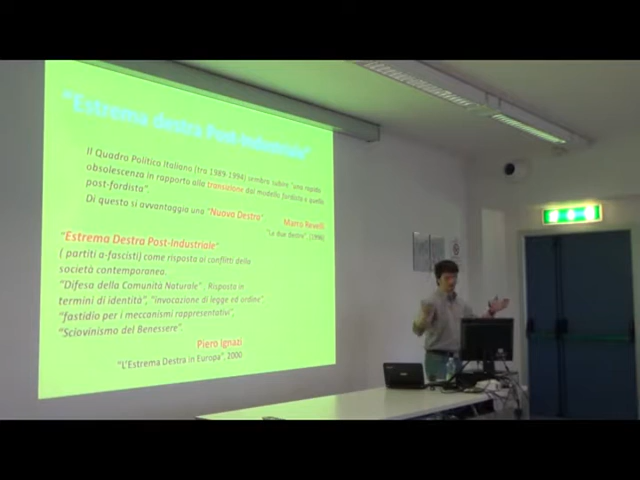 "Estrema destra Post-Industriale"
Il Quadro Politico Italiano (tra 1989-1994) sembra subire "una rapida
obsolescenza in rapporto alla transazione dal modello fordista a quello
post-fordista".
Di questo si avvantaggia una "Nuova Destra".
Marco Revelli
"Le due destre" (1996)
"Estrema Destra Post-Industriale"
( partiti a-fascisti) come risposta ai conflitti della
società contemporanea.
"Difesa della Comunità Naturale". Risposta in
termini di identità", "invocazione di legge ed ordine".
"fastidio per i meccanismi rappresentativi",
"Sciovinismo del Benessere".
Piero Ignazi
"L'Estrema Destra in Europa", 2000